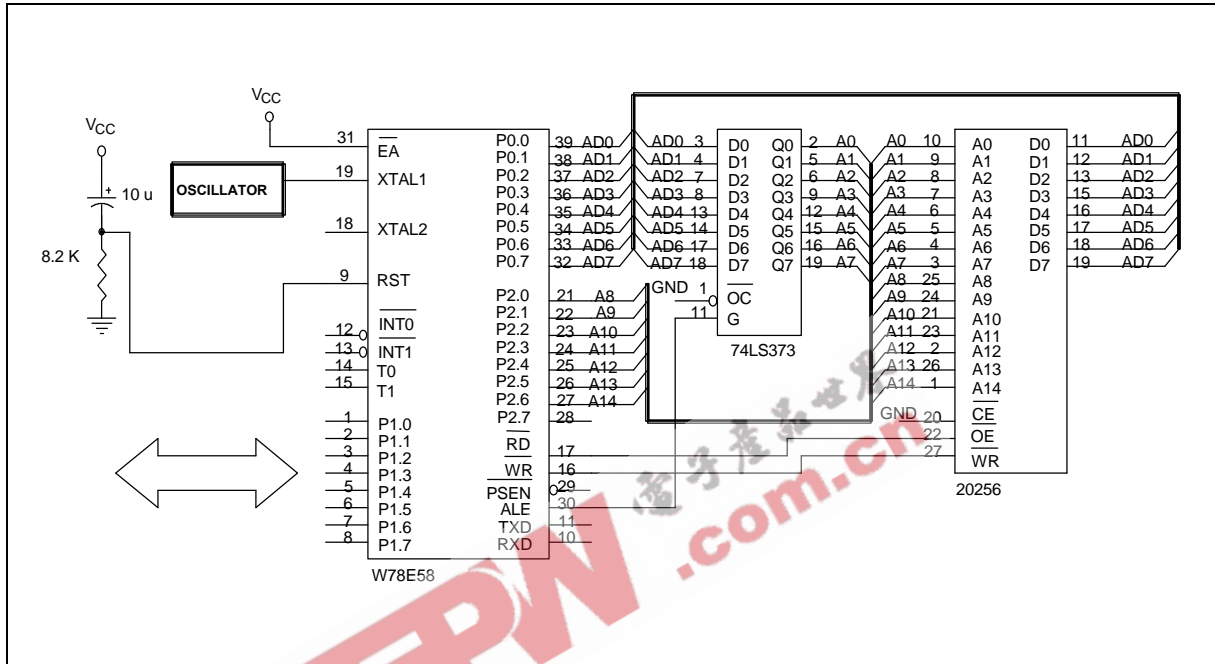 VCC
VCC
10 u
8.2 K
OSCILLATOR
31
EA
19
XTAL1
18
XTAL2
9
RST
12
INT0
13
INT1
14
T0
15
T1
1
P1.0
2
P1.1
3
P1.2
4
P1.3
5
P1.4
6
P1.5
7
P1.6
8
P1.7
P0.0 39 AD0
P0.1 38 AD1
P0.2 37 AD2
P0.3 36 AD3
P0.4 35 AD4
P0.5 34 AD5
P0.6 33 AD6
P0.7 32 AD7
P2.0 21 A8
P2.1 22 A9
P2.2 23 A10
P2.3 24 A11
P2.4 25 A12
P2.5 26 A13
P2.6 27 A14
P2.7 28
RD 17
WR 16
PSEN 29
ALE 30
TXD 11
RXD 10
W78E58
AD0 3 D0 Q0 2 A0
AD1 4 D1 Q1 5 A1
AD2 7 D2 Q2 6 A2
AD3 8 D3 Q3 9 A3
AD4 13 D4 Q4 12 A4
AD5 14 D5 Q5 15 A5
AD6 17 D6 Q6 16 A6
AD7 18 D7 Q7 19 A7
GND 1 OC
11 G
74LS373
A0 10 A0 D0 11 AD0
A1 9 A1 D1 12 AD1
A2 8 A2 D2 13 AD2
A3 7 A3 D3 15 AD3
A4 6 A4 D4 16 AD4
A5 5 A5 D5 17 AD5
A6 4 A6 D6 18 AD6
A7 3 A7 D7 19 AD7
A8 25 A8
A9 24 A9
A10 21 A10
A11 23 A11
A12 2 A12
A13 26 A13
A14 1 A14
GND 20 CE
22 OE
27 WR
20256
電子產品世界
.com.cn